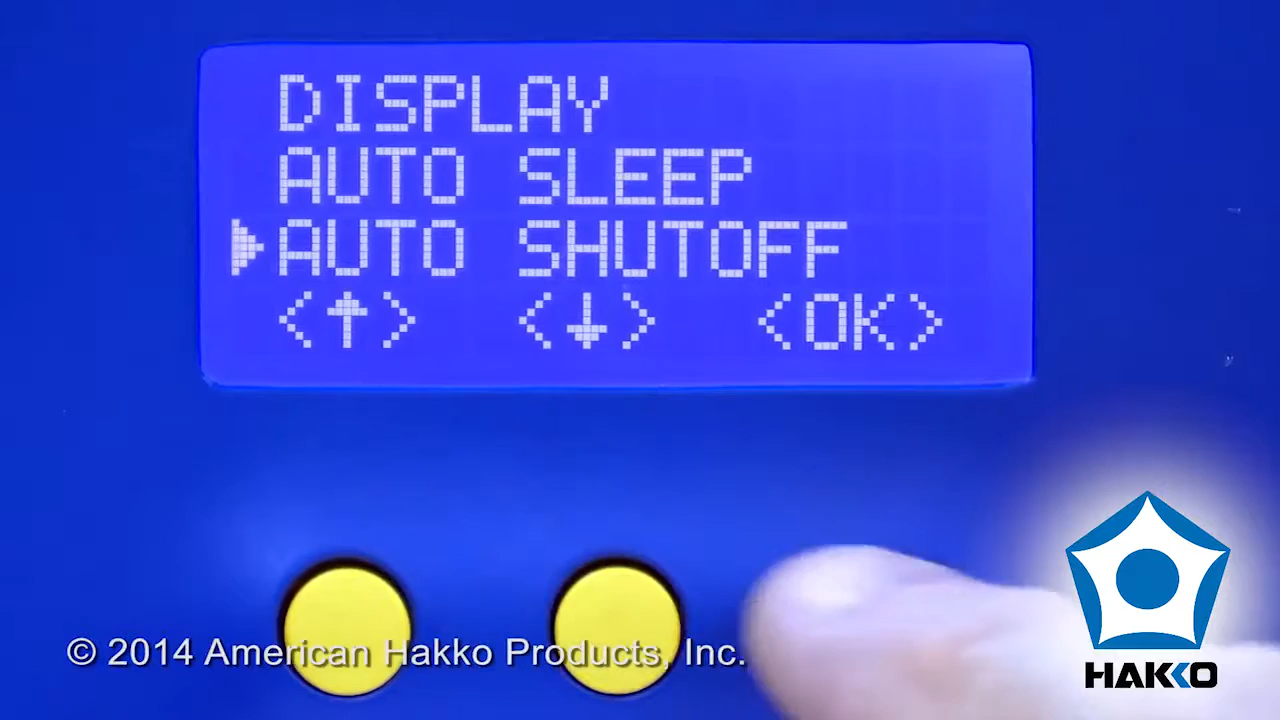 DISPLAY
AUTO SLEEP
▶AUTO SHUTOFF
<↑> <↓> <OK>
© 2014 American Hakko Products, Inc.
HAKKO